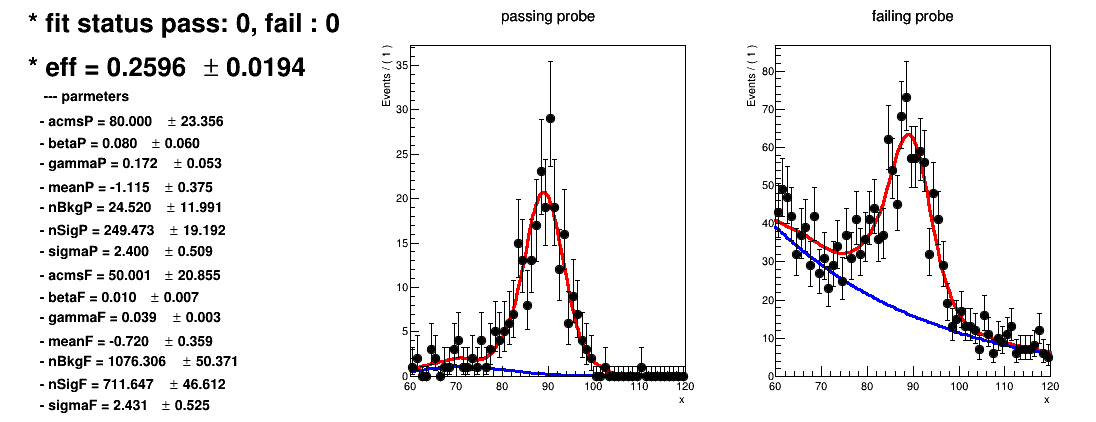 * fit status pass: 0, fail : 0
* eff = 0.2596 ± 0.0194
--- parmeters
- acmsP = 80.000 ± 23.356
- betaP = 0.080 ± 0.060
- gammaP = 0.172 ± 0.053
- meanP = -1.115 ± 0.375
- nBkgP = 24.520 ± 11.991
- nSigP = 249.473 ± 19.192
- sigmaP = 2.400 ± 0.509
- acmsF = 50.001 ± 20.855
- betaF = 0.010 ± 0.007
- gammaF = 0.039 ± 0.003
- meanF = -0.720 ± 0.359
- nBkgF = 1076.306 ± 50.371
- nSigF = 711.647 ± 46.612
- sigmaF = 2.431 ± 0.525
passing probe
Events / ( 1 )
35
30
25
20
15
10
5
0
60 70 80 90 100 110 120
x
failing probe
Events / ( 1 )
80
70
60
50
40
30
20
10
0
60 70 80 90 100 110 120
x